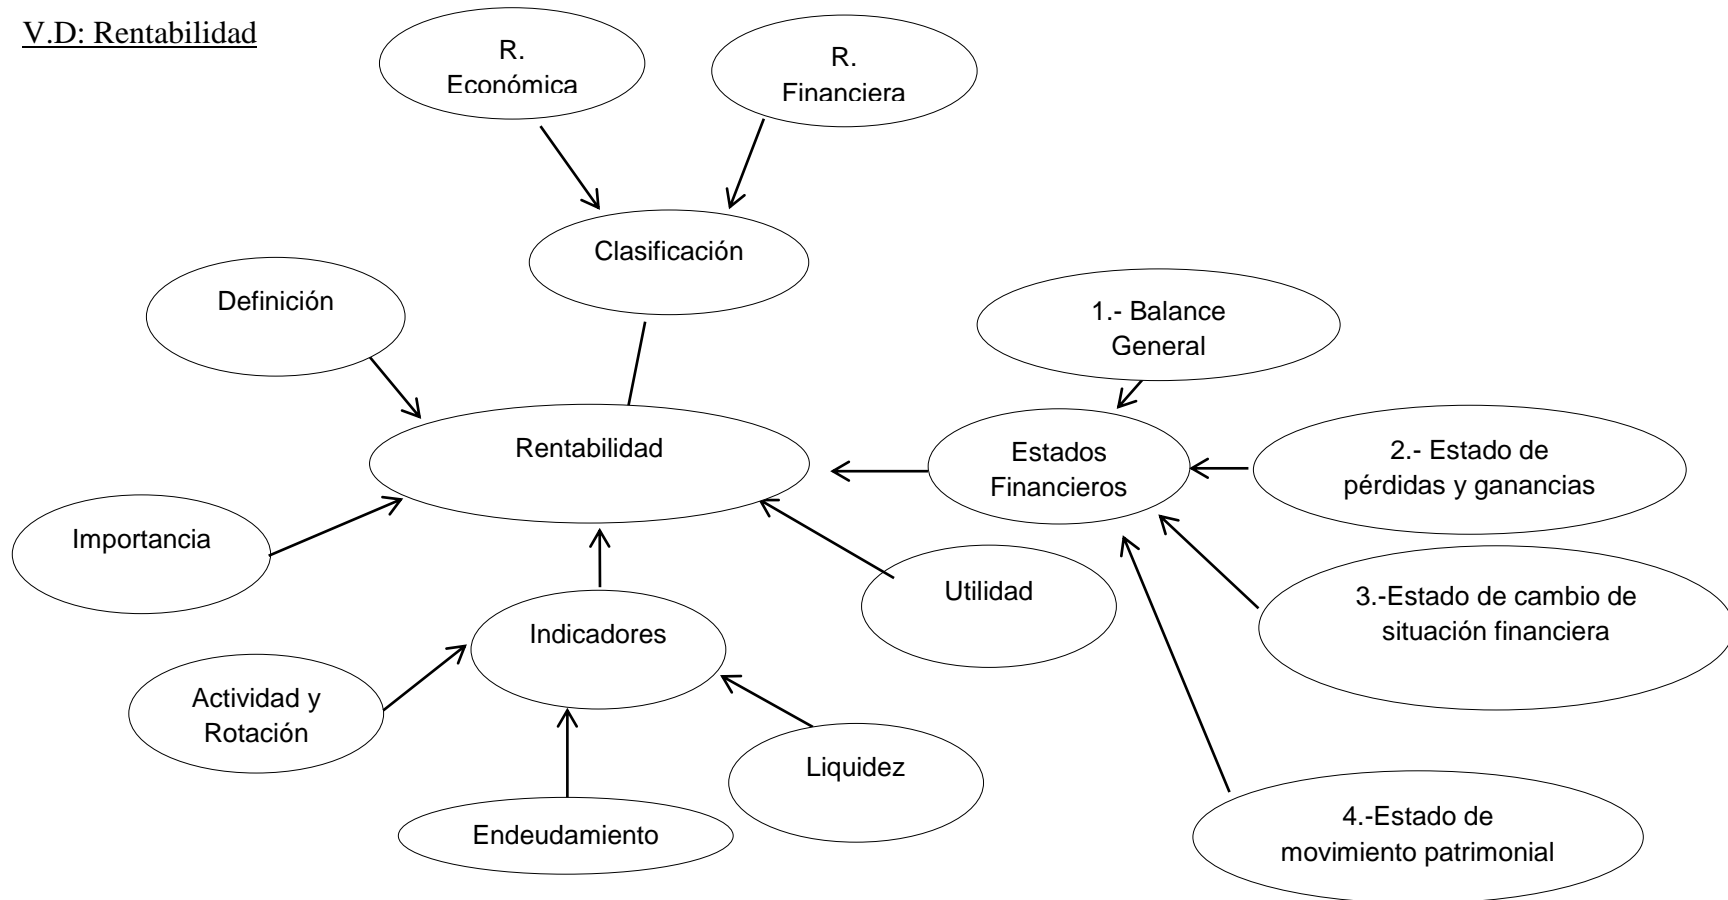 V.D: Rentabilidad
R.
Económica
R.
Financiera
Clasificación
Definición
1.- Balance
General
Rentabilidad
Estados
Financieros
2.- Estado de
pérdidas y ganancias
Importancia
Utilidad
3.-Estado de cambio de
situación financiera
Indicadores
Actividad y
Rotación
Liquidez
Endeudamiento
4.-Estado de
movimiento patrimonial